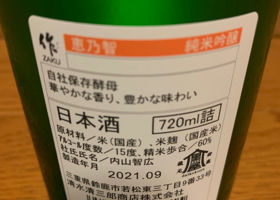 作 恵乃智 純米吟醸
ZAKU
自社保存酵母
華やかな香り、豊かな味わい
日本酒 720ml詰
原材料/米(国産米)、米麹(国産米)
アルコール度数/15度、精米歩合/60%
杜氏氏名/内山智広
製造年月 2021.09
三重県鈴鹿市若松東三丁目9番33号
清水清三郎商店株式会社